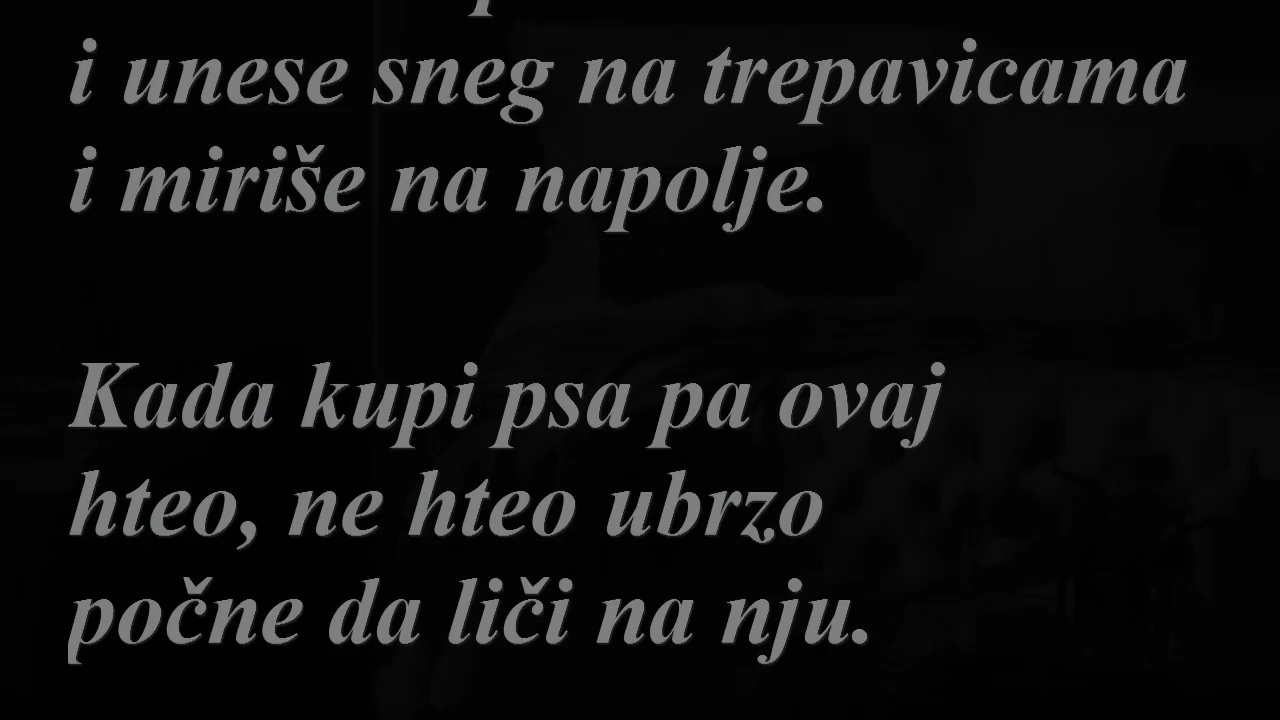 i unese sneg na trepavicama
i miriše na napolje.
Kada kupi psa pa ovaj
hteo, ne hteo ubrzo
počne da liči na nju.